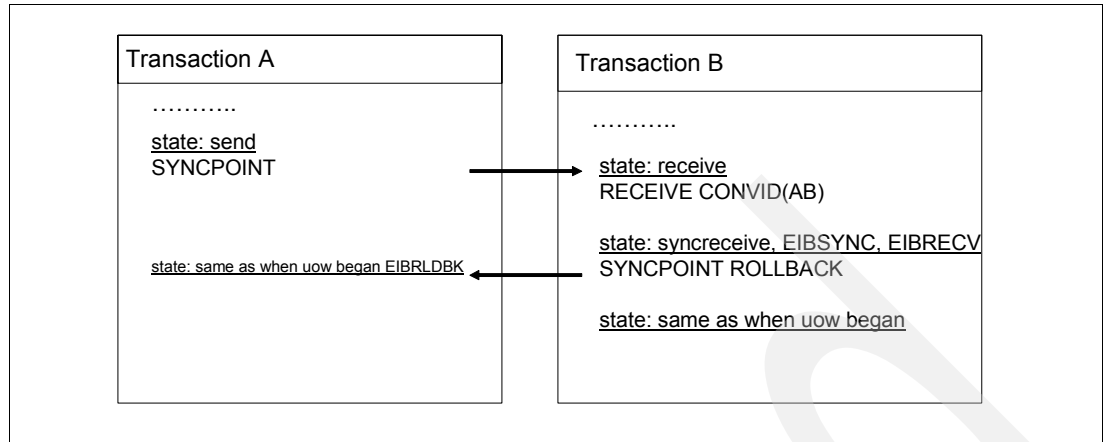 Transaction A
………..
state: send
SYNCPOINT
state: same as when uow began EIBRLDBK
Transaction B
………..
state: receive
RECEIVE CONVID(AB)
state: syncreceive, EIBSYNC, EIBRECV
SYNCPOINT ROLLBACK
state: same as when uow began